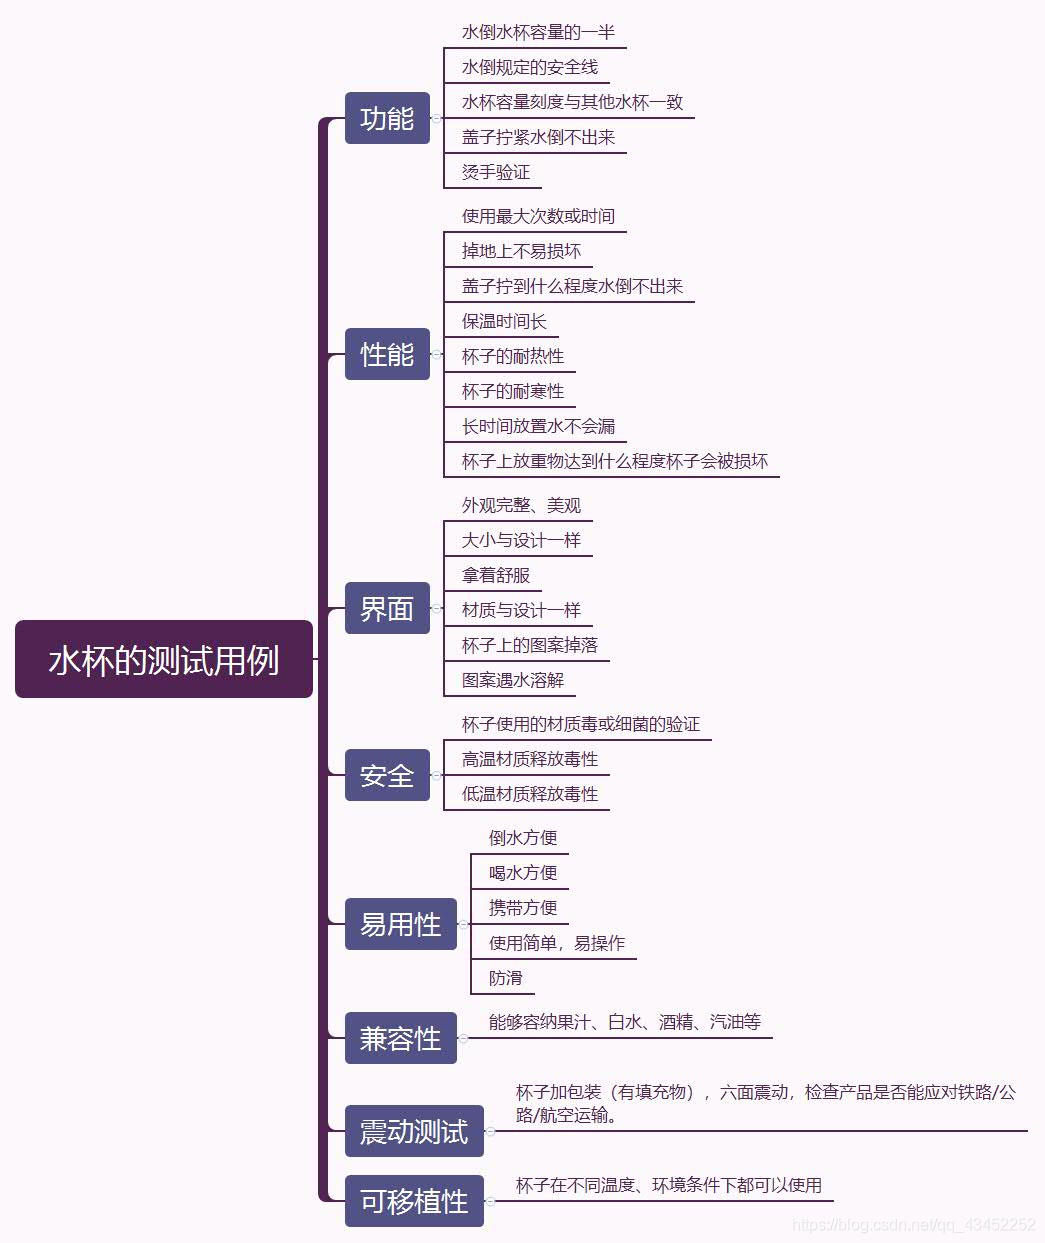 水杯的测试用例
功能
水倒水杯容量的一半
水倒规定的安全线
水杯容量刻度与其他水杯一致
盖子拧紧水倒不出来
烫手验证
性能
使用最大次数或时间
掉地上不易损坏
盖子拧到什么程度水倒不出来
保温时间长
杯子的耐热性
杯子的耐寒性
长时间放置水不会漏
杯子上放重物达到什么程度杯子会被损坏
界面
外观完整、美观
大小与设计一样
拿着舒服
材质与设计一样
杯子上的图案掉落
图案遇水溶解
安全
杯子使用的材质毒或细菌的验证
高温材质释放毒性
低温材质释放毒性
易用性
倒水方便
喝水方便
携带方便
使用简单，易操作
防滑
兼容性
能够容纳果汁、白水、酒精、汽油等
震动测试
杯子加包装（有填充物），六面震动，检查产品是否能应对铁路/公
路/航空运输。
可移植性
杯子在不同温度、环境条件下都可以使用
https://blog.csdn.net/qq_43452252